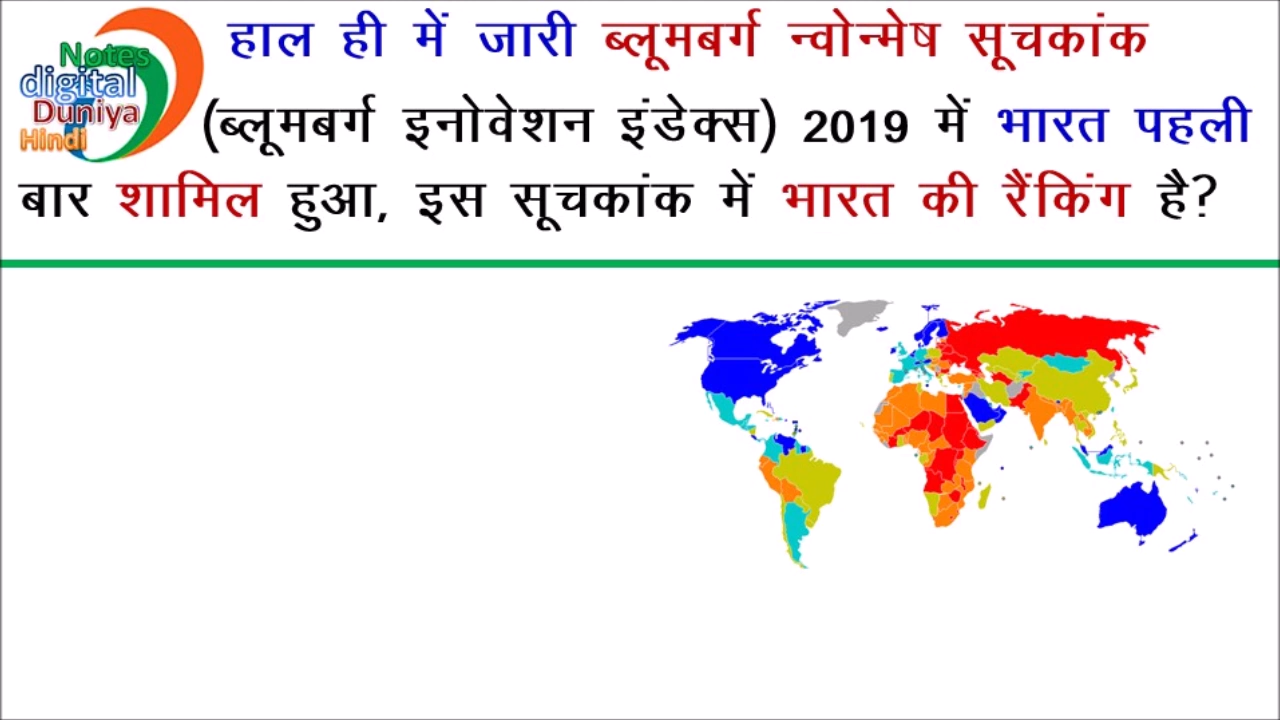 Notes
digital
Duniya
Hindi
हाल ही में जारी ब्लूमबर्ग न्वोन्मेष सूचकांक
(ब्लूमबर्ग इनोवेशन इंडेक्स) 2019 में भारत पहली
बार शामिल हुआ, इस सूचकांक में भारत की रैंकिंग है?